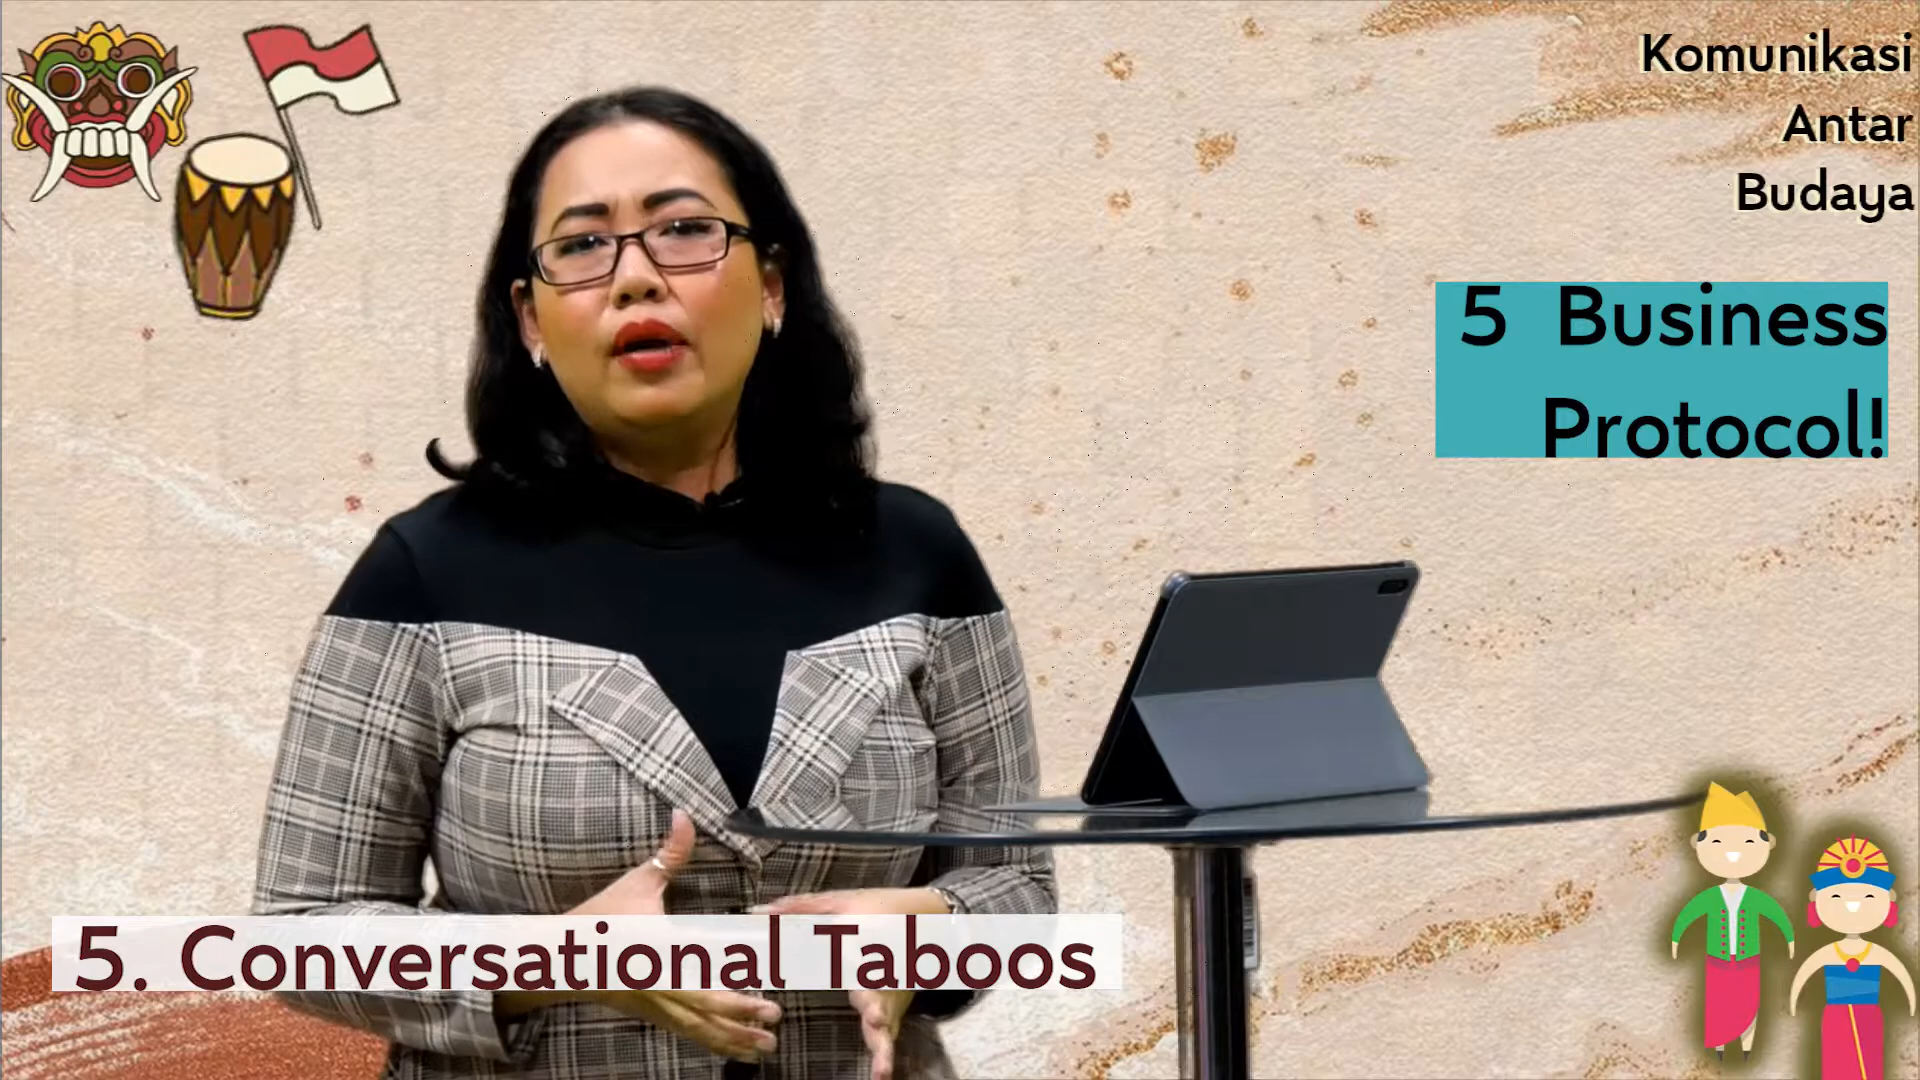 Komunikasi
Antar
Budaya
5 Business
Protocol!
5. Conversational Taboos